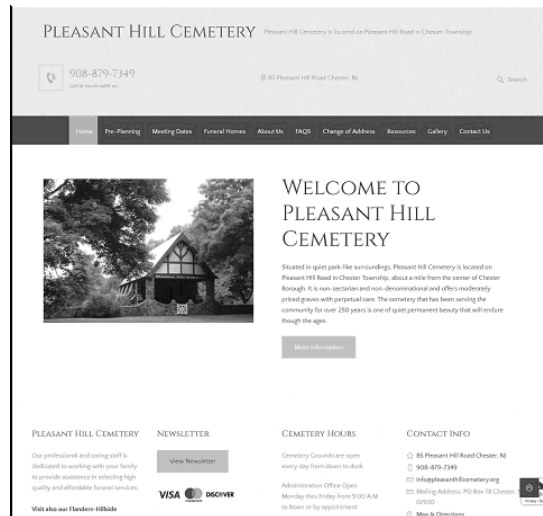 PLEASANT HILL CEMETERY
Pleasant Hill Cemetery is located on Pleasant Hill Road in Chester Township
908-879-7349
Get in touch with us
85 Pleasant Hill Road Chester, NJ
Search
Home
Pre-Planning
Meeting Dates
Funeral Homes
About Us
FAQS
Change of Address
Resources
Gallery
Contact Us
WELCOME TO
PLEASANT HILL
CEMETERY
Situated in quiet park-like surroundings, Pleasant Hill Cemetery is located on
Pleasant Hill Road in Chester Township, about a mile from the center of Chester
Borough. It is non-sectarian and non-denominational and offers moderately
priced graves with perpetual care. The cemetery that has been serving the
community for over 250 years is one of quiet permanent beauty that will endure
though the ages.
More Information
PLEASANT HILL CEMETERY
Our professional and caring staff is
dedicated to working with your family
to provide assistance in selecting high
quality and affordable funeral services.
Visit also our Flanders-Hillside
NEWSLETTER
View Newsletter
VISA
DISCOVER
CEMETERY HOURS
Cemetery Grounds are open
every day from dawn to dusk
Administration Office Open
Monday thru Friday from 9:00 A.M.
to Noon or by appointment
CONTACT INFO
85 Pleasant Hill Road Chester, NJ
908-879-7349
info@pleasanthillcemetery.org
Mailing Address: PO Box 78 Chester,
07930
Map & Directions